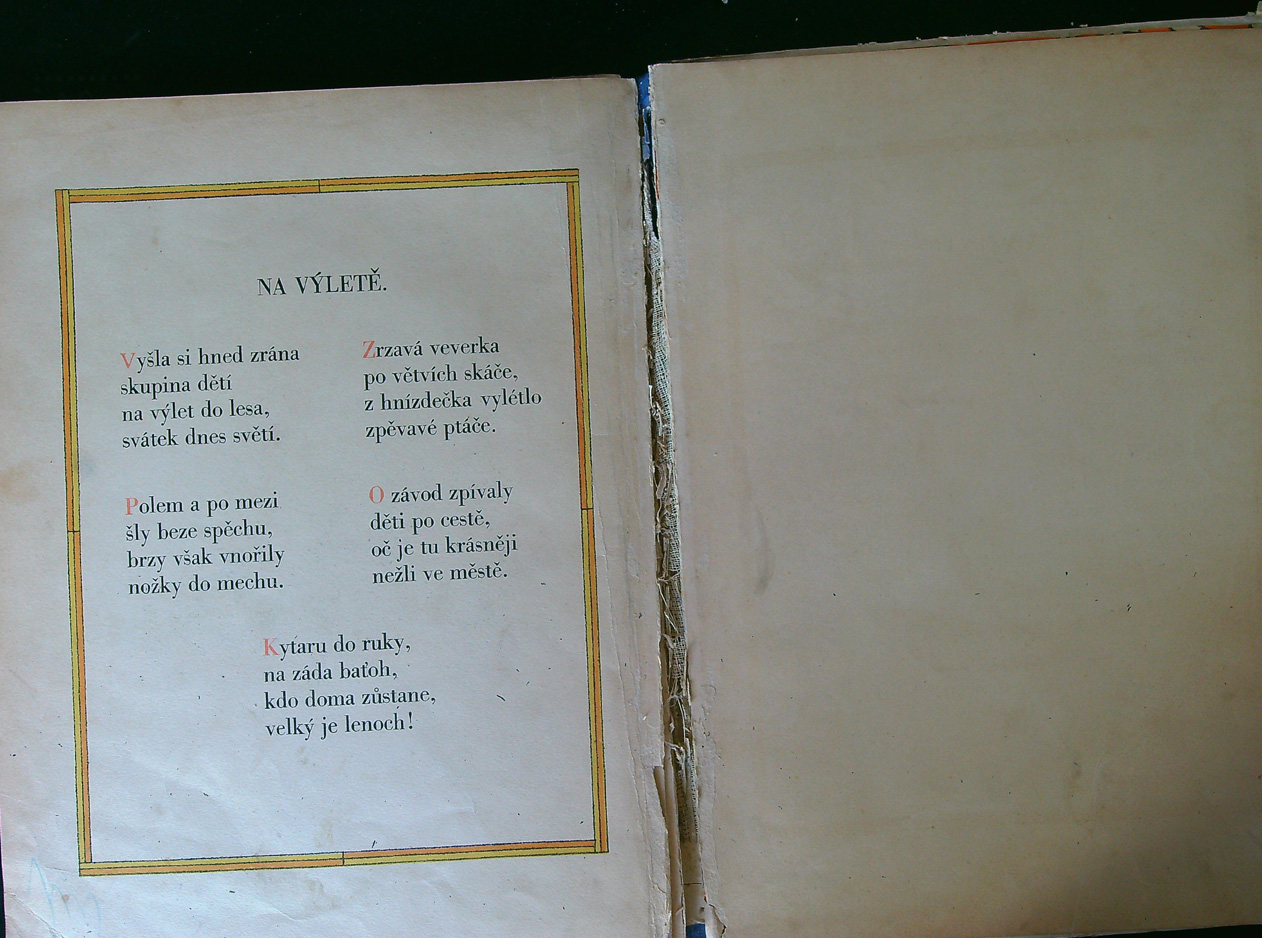 NA VÝLETĚ.
Vyšla si hned zrána
skupina dětí
na výlet do lesa,
svátek dnes světí.
Polem a po mezi
šly beze spěchu,
brzy však vnořily
nožky do mechu.
Zrzavá veverka
po větvích skáče,
z hnízdečka vylétlo
zpěvavé ptáče.
O závod zpívaly
děti po cestě,
oč je tu krásněji
nežli ve městě.
Kytaru do ruky,
na záda baťoh,
kdo doma zůstane,
velký je lenoch!